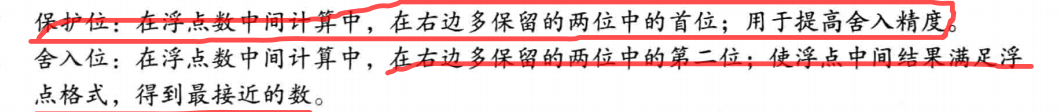 保护位：在浮点数中间计算中，在右边多保留的两位中的首位；用于提高舍入精度。
舍入位：在浮点数中间计算中，在右边多保留的两位中的第二位；使浮点中间结果满足浮
点格式，得到最接近的数。